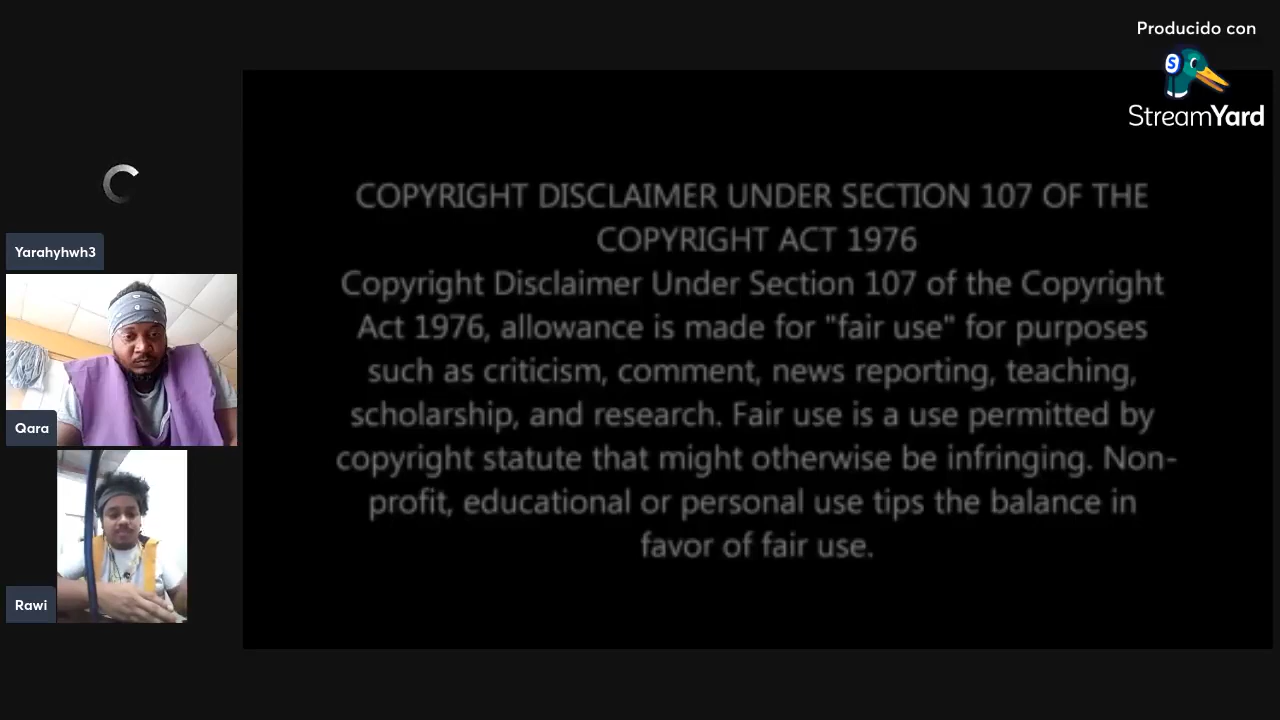 Producido con
StreamYard
Yarahyhwh3
Qara
Rawi
COPYRIGHT DISCLAIMER UNDER SECTION 107 OF THE
COPYRIGHT ACT 1976
Copyright Disclaimer Under Section 107 of the Copyright
Act 1976, allowance is made for "fair use" for purposes
such as criticism, comment, news reporting, teaching,
scholarship, and research. Fair use is a use permitted by
copyright statute that might otherwise be infringing. Non-
profit, educational or personal use tips the balance in
favor of fair use.